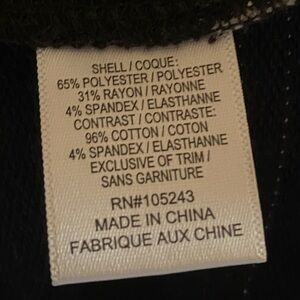 SHELL / COQUE:
65% POLYESTER / POLYESTER
31% RAYON / RAYONNE
4% SPANDEX / ELASTHANNE
CONTRAST / CONTRASTE:
96% COTTON / COTON
4% SPANDEX / ELASTHANNE
EXCLUSIVE OF TRIM /
SANS GARNITURE
RN#105243
MADE IN CHINA
FABRIQUE AUX CHINE